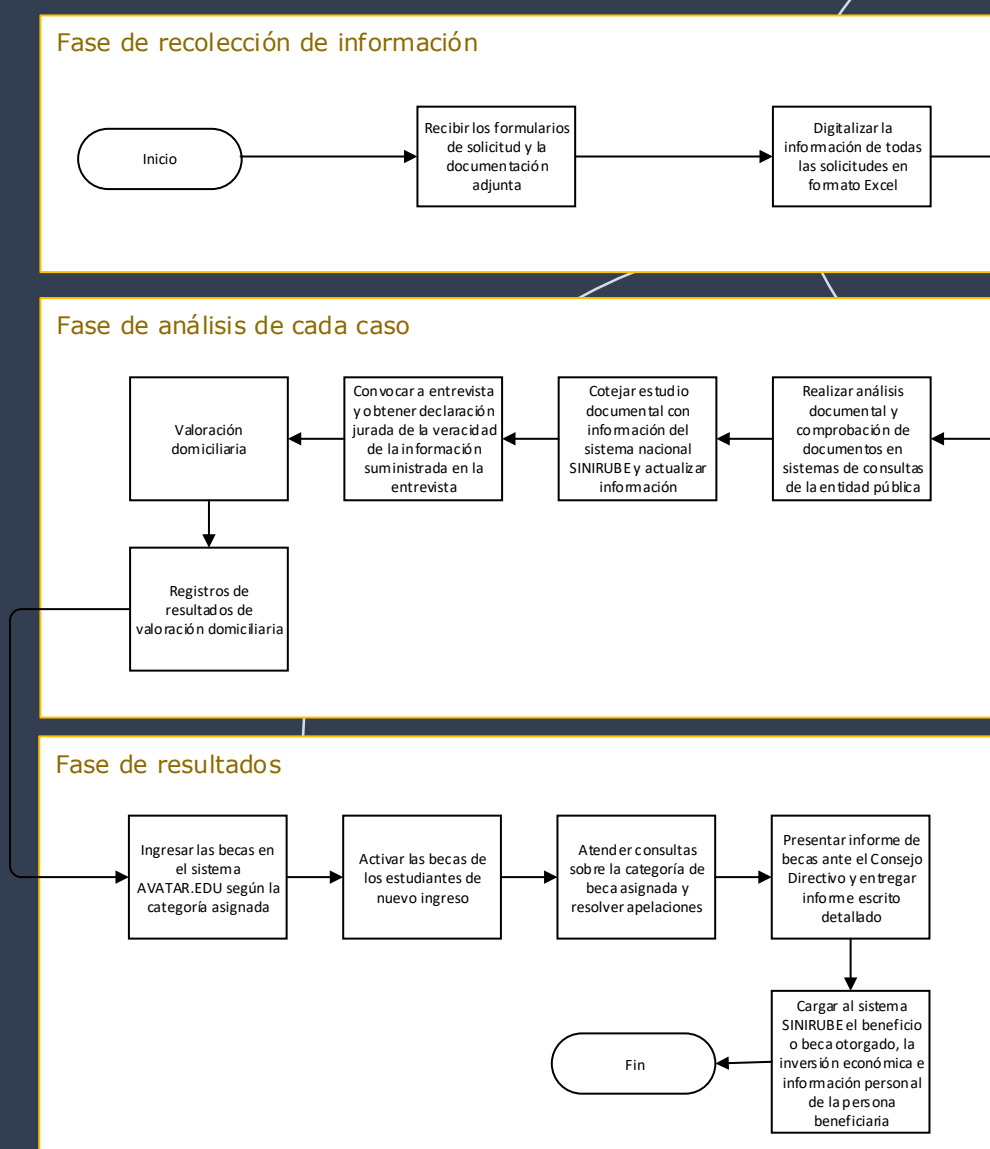 Fase de recolección de información
Inicio
Recibir los formularios
de solicitud y la
documentación
adjunta
Digitalizar la
información de todas
las solicitudes en
formato Excel
Fase de análisis de cada caso
Valoración
domiciliaria
Convocar a entrevista
y obtener declaración
jurada de la veracidad
de la información
suministrada en la
entrevista
Cotejar estudio
documental con
información del
sistema nacional
SINIRUBE y actualizar
información
Realizar análisis
documental y
comprobación de
documentos en
sistemas de consultas
de la entidad pública
Registros de
resultados de
valoración domiciliaria
Fase de resultados
Ingresar las becas en
el sistema
AVATAR.EDU según la
categoría asignada
Activar las becas de
los estudiantes de
nuevo ingreso
Atender consultas
sobre la categoría de
beca asignada y
resolver apelaciones
Presentar informe de
becas ante el Consejo
Directivo y entregar
informe escrito
detallado
Cargar al sistema
SINIRUBE el beneficio
o beca otorgado, la
inversión económica e
información personal
de la persona
beneficiaria
Fin